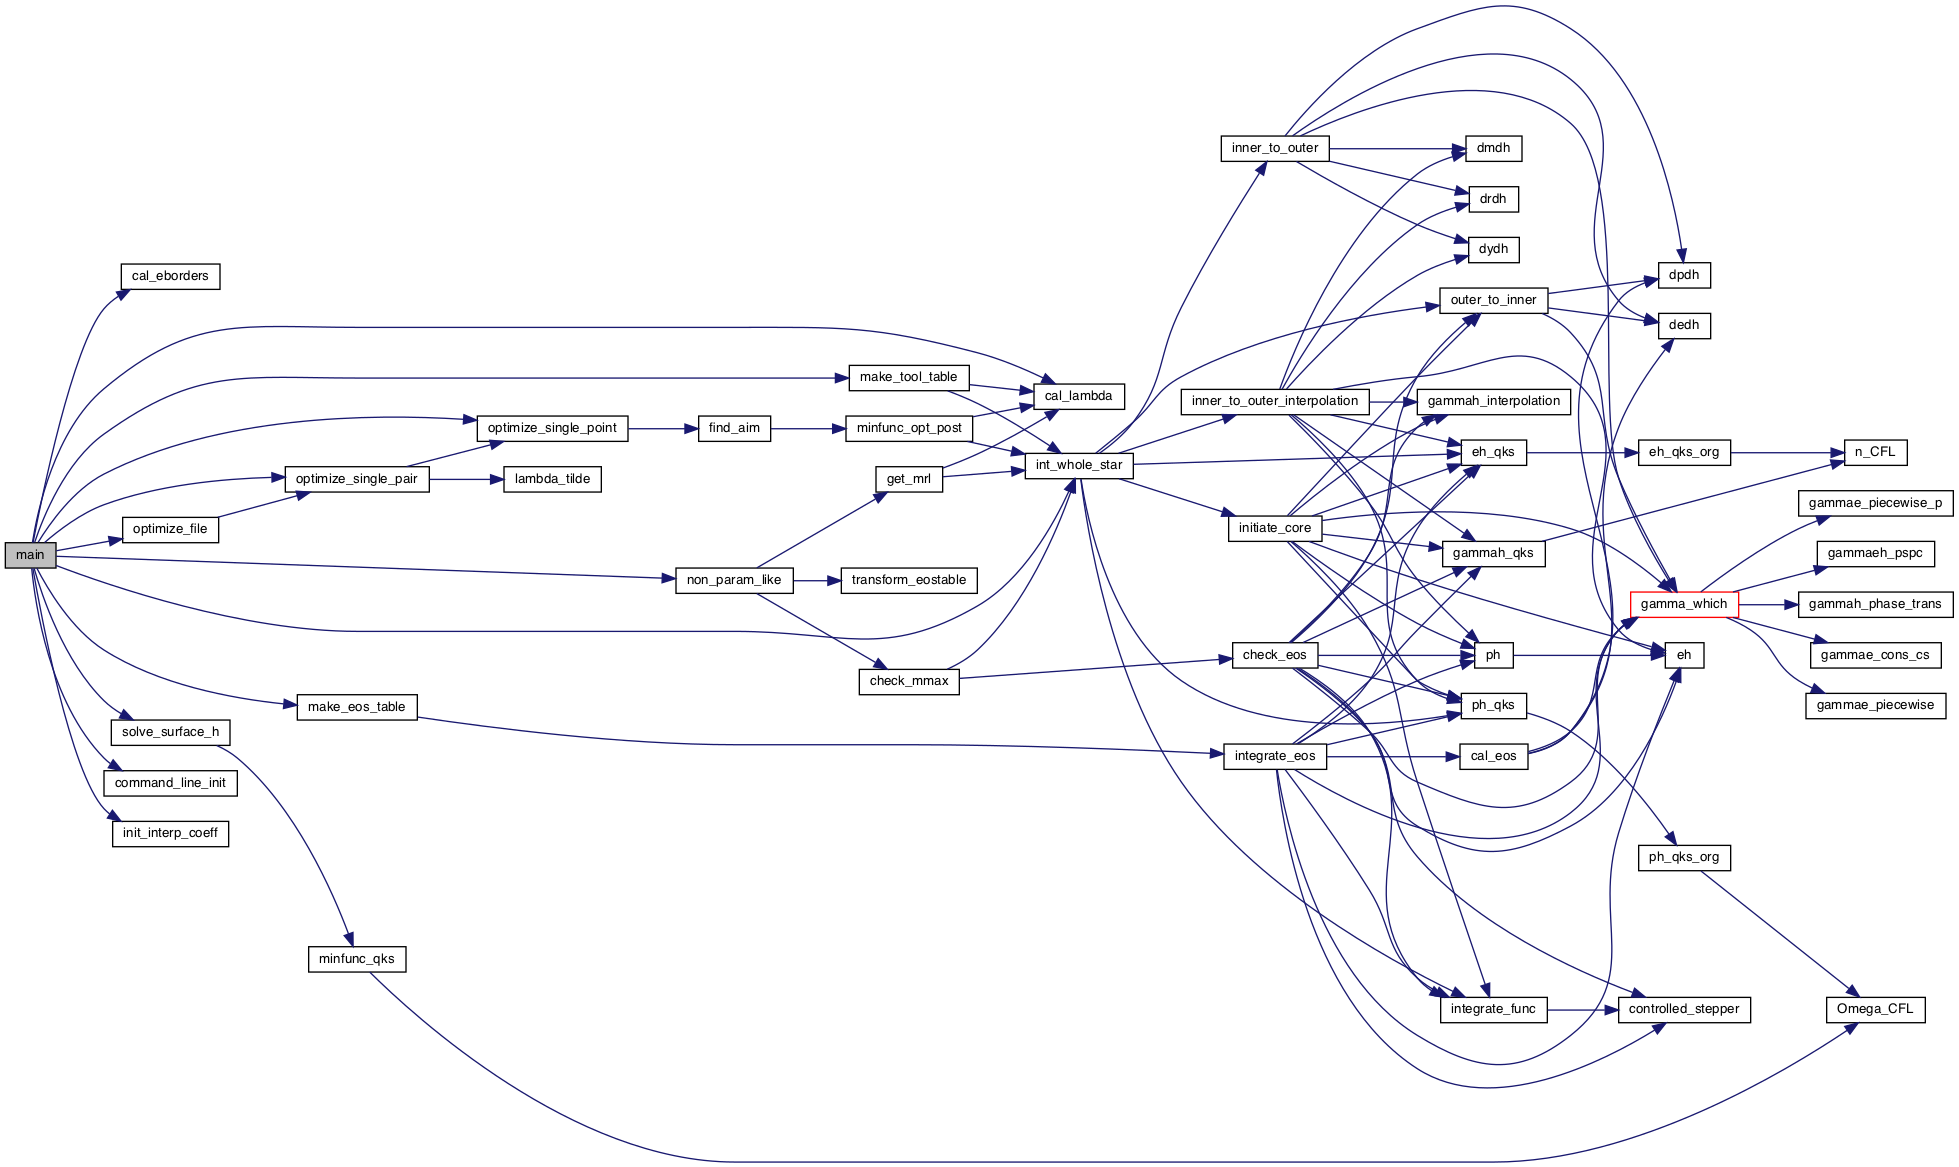 main
cal_eborders
optimize_file
solve_surface_h
command_line_init
init_interp_coeff
optimize_single_pair
make_eos_table
minfunc_qks
optimize_single_point
lambda_tilde
find_aim
non_param_like
make_tool_table
minfunc_opt_post
get_mrl
transform_eostable
check_mmax
cal_lambda
int_whole_star
inner_to_outer
inner_to_outer_interpolation
initiate_core
check_eos
integrate_eos
dmdh
drdh
dydh
outer_to_inner
gammah_interpolation
eh_qks
gammah_qks
ph
ph_qks
cal_eos
integrate_func
dpdh
dedh
eh_qks_org
gamma_which
eh
ph_qks_org
controlled_stepper
n_CFL
gammae_piecewise_p
gammaeh_pspc
gammah_phase_trans
gammae_cons_cs
gammae_piecewise
Omega_CFL